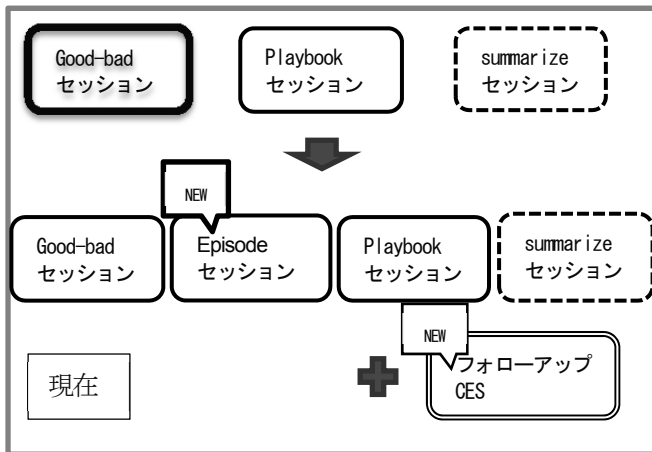 Good-bad
セッション
Playbook
セッション
summarize
セッション
NEW
Good-bad
セッション
Episode
セッション
Playbook
セッション
summarize
セッション
NEW
フォローアップ
CES
現在